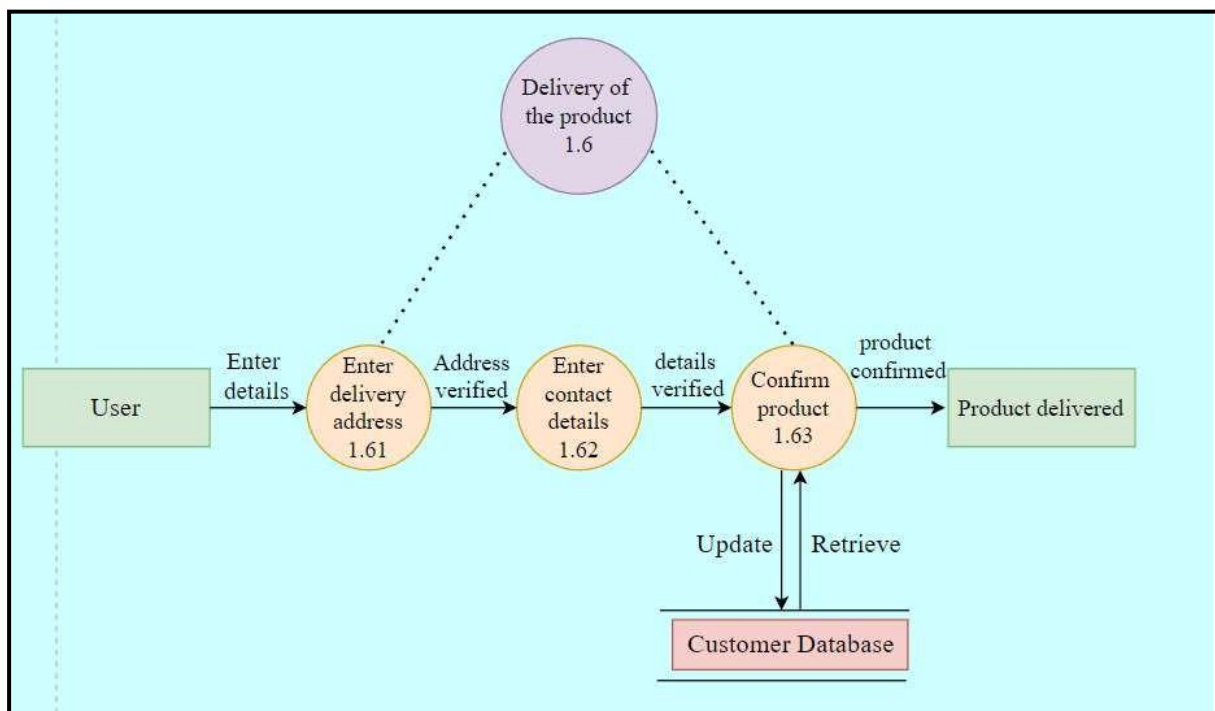 Delivery of
the product
1.6
Enter
details
Address
verified
details
verified
product
confirmed
User
Enter
delivery
address
1.61
Enter
contact
details
1.62
Confirm
product
1.63
Product delivered
Update
Retrieve
Customer Database